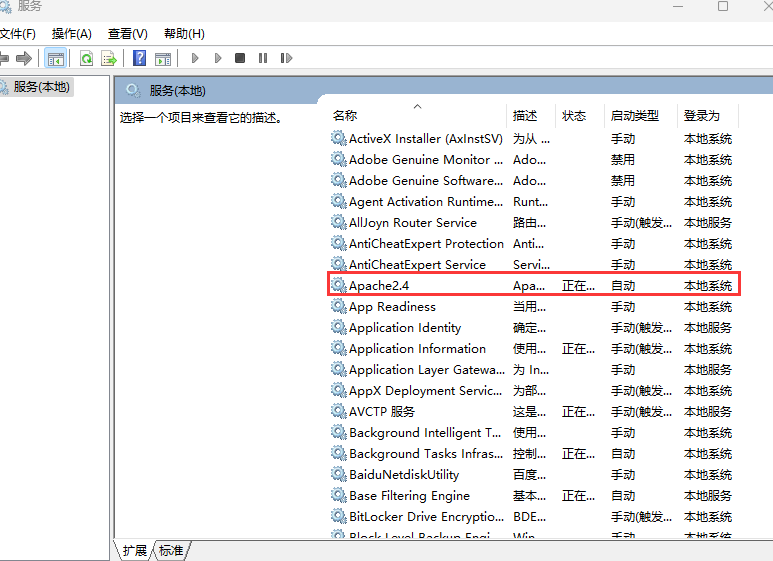 服务
文件(F) 操作(A) 查看(V) 帮助(H)
服务(本地)
服务(本地)
选择一个项目来查看它的描述。
名称 描述 状态 启动类型 登录为
ActiveX Installer (AxInstSV) 为从 ... 手动 本地系统
Adobe Genuine Monitor ... Ado... 禁用 本地系统
Adobe Genuine Software... Ado... 禁用 本地系统
Agent Activation Runtime... Runt... 手动 本地系统
AllJoyn Router Service 路由... 手动(触发... 本地服务
AntiCheatExpert Protection Anti... 手动 本地系统
AntiCheatExpert Service Servi... 手动 本地系统
Apache2.4 Apa... 正在... 自动 本地系统
App Readiness 当用... 手动 本地系统
Application Identity 确定... 手动(触发... 本地服务
Application Information 使用... 正在... 手动(触发... 本地系统
Application Layer Gatewa... 为 In... 手动 本地服务
AppX Deployment Servic... 为部... 手动(触发... 本地系统
AVCTP 服务 这是... 正在... 手动(触发... 本地服务
Background Intelligent T... 使用... 手动 本地系统
Background Tasks Infras... 控制... 正在... 自动 本地系统
BaiduNetdiskUtility 百度... 手动 本地系统
Base Filtering Engine 基本... 正在... 自动 本地服务
BitLocker Drive Encryptio... BDE... 手动(触发... 本地系统
Block Level Backup Engi... Win... 手动 本地系统
扩展 标准